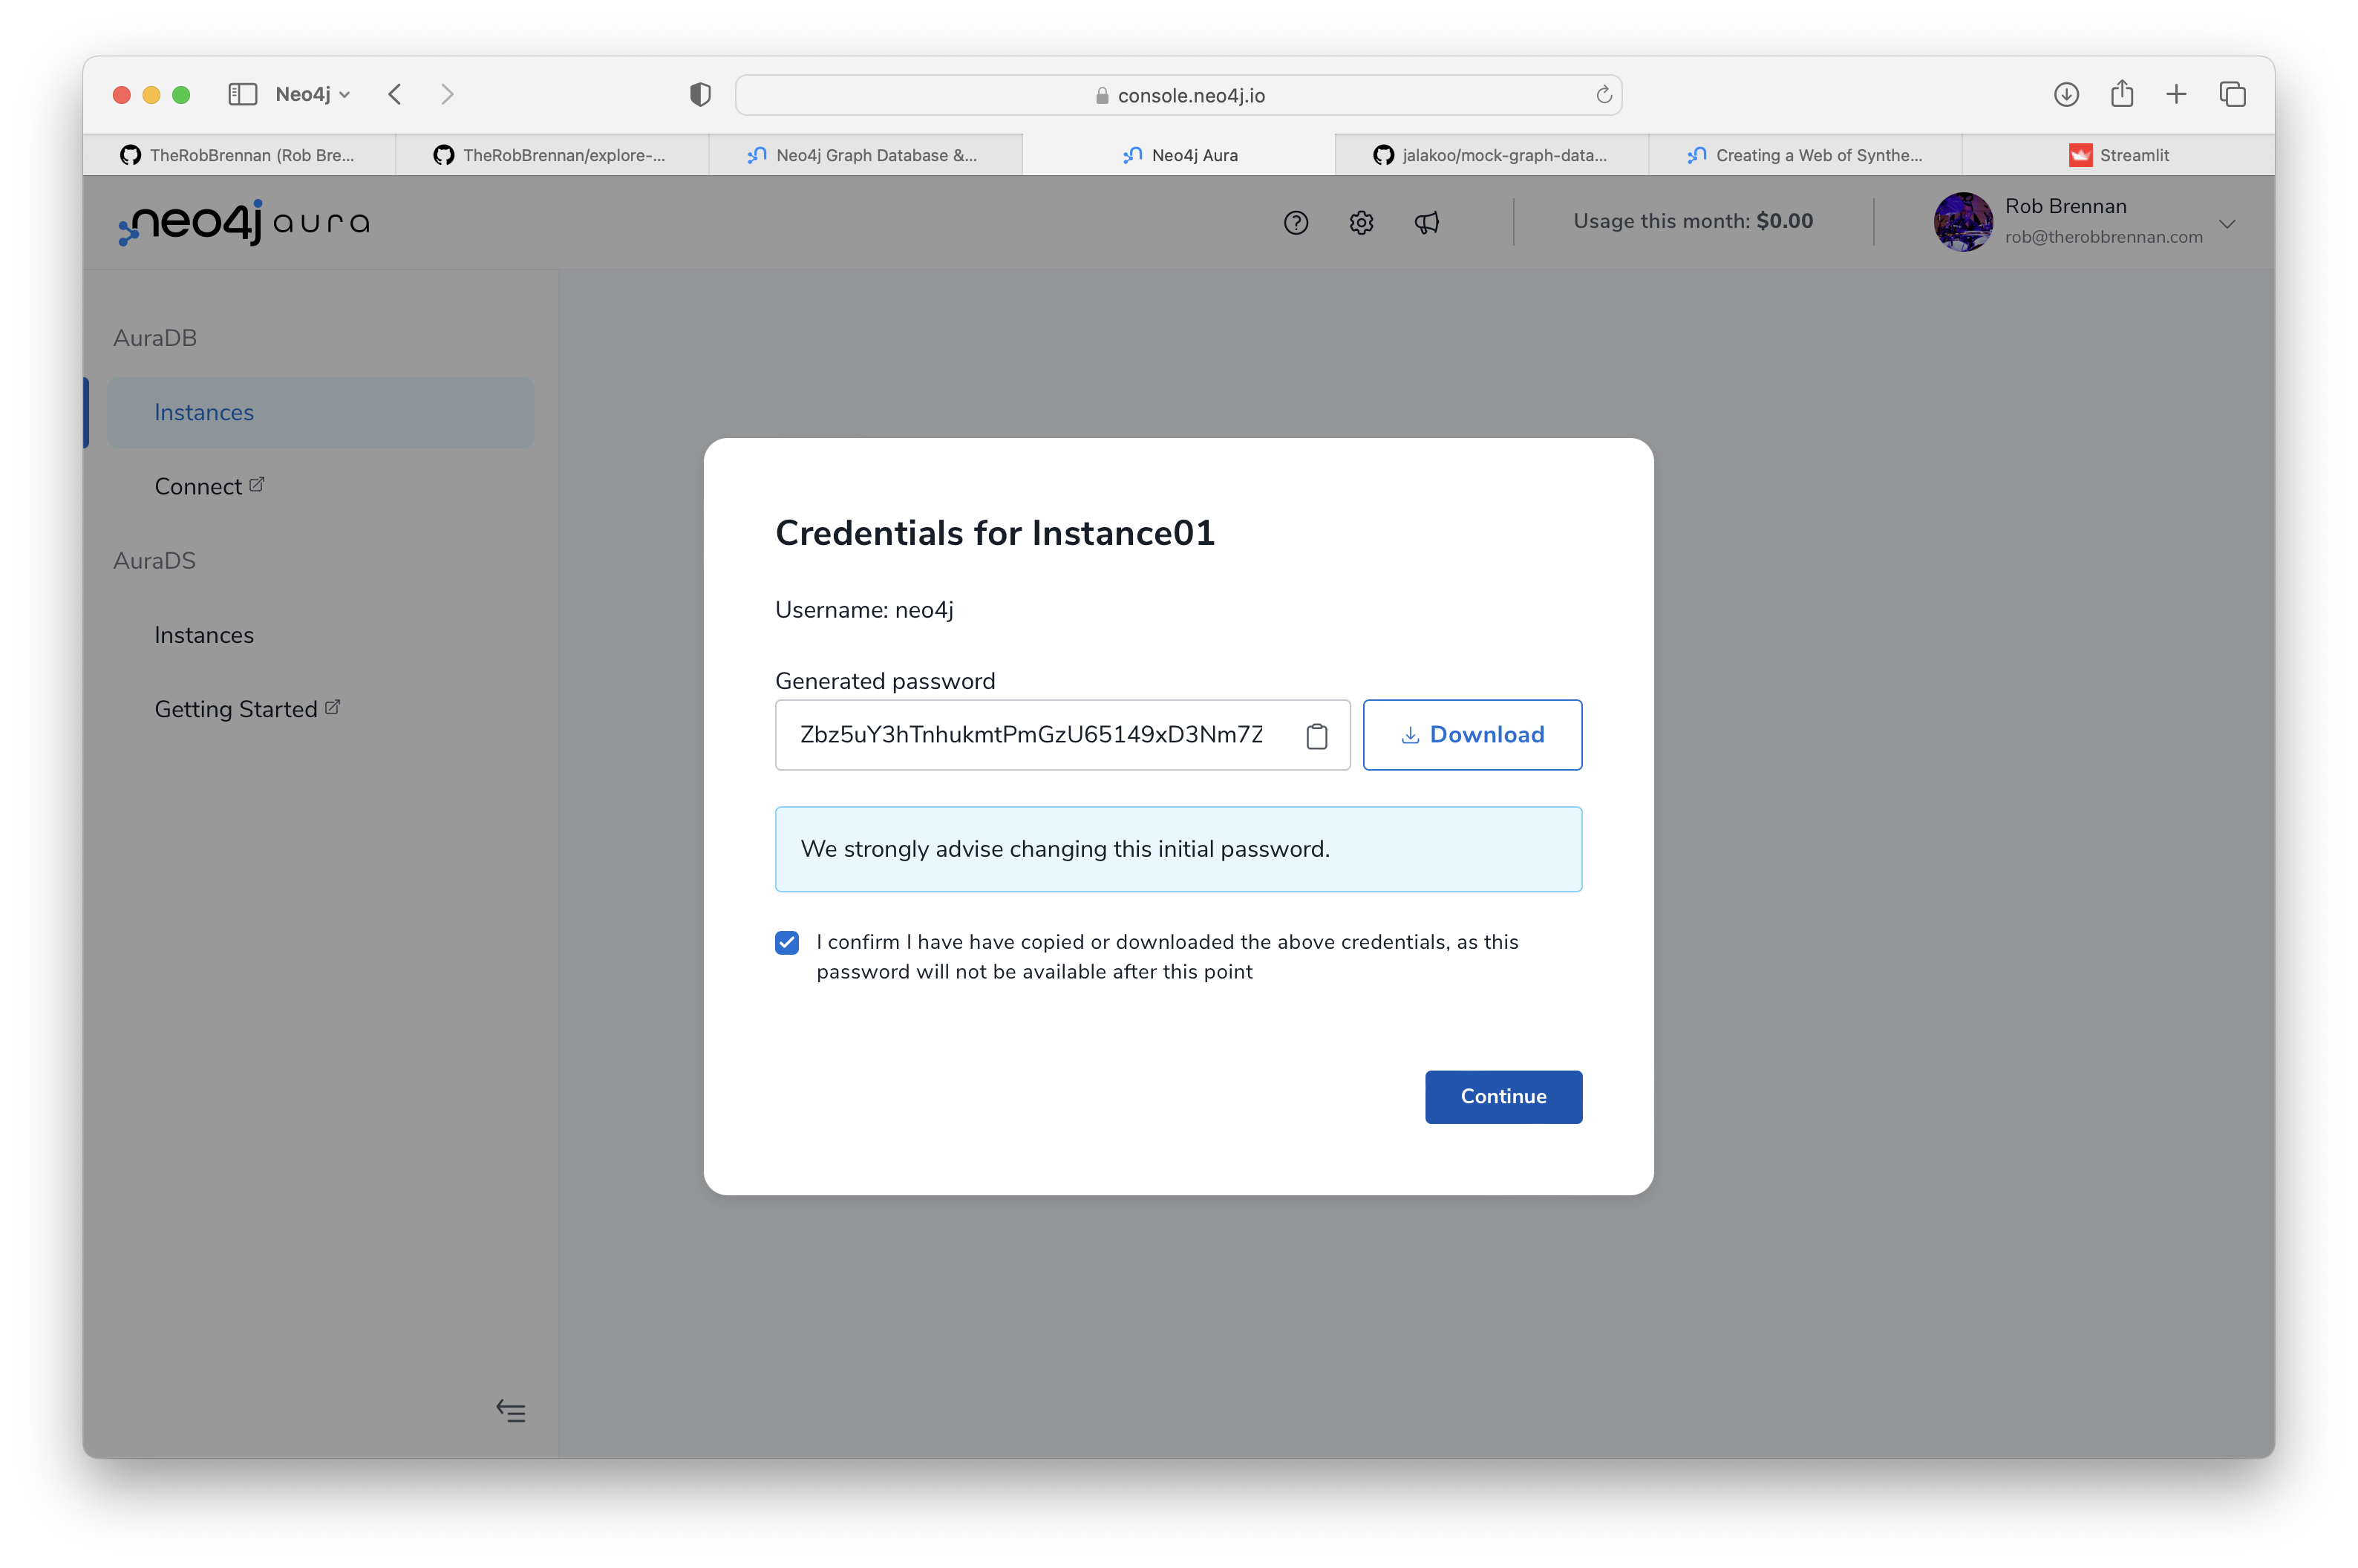 Neo4j
console.neo4j.io
TheRobBrennan (Rob Bre...
TheRobBrennan/explore-...
Neo4j Graph Database &...
Neo4j Aura
jalakoo/mock-graph-data...
Creating a Web of Synthe...
Streamlit
neo4j aura
Usage this month: $0.00
Rob Brennan
rob@therobbrennan.com
AuraDB
Instances
Connect
AuraDS
Instances
Getting Started
Credentials for Instance01
Username: neo4j
Generated password
Zbz5uY3hTnhukmtPmGzU65149xD3Nm7Z
Download
We strongly advise changing this initial password.
I confirm I have have copied or downloaded the above credentials, as this
password will not be available after this point
Continue